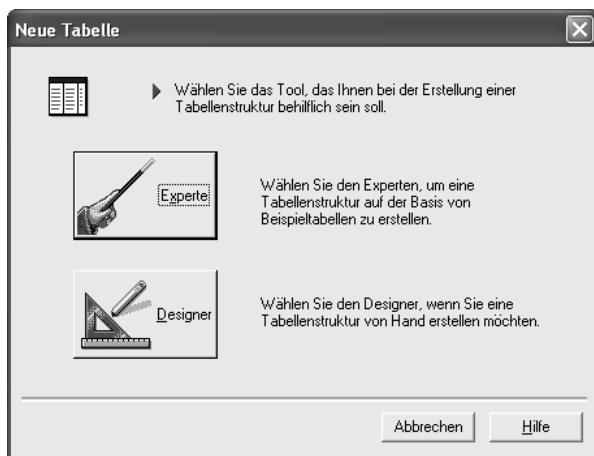 Neue Tabelle
Wählen Sie das Tool, das Ihnen bei der Erstellung einer
Tabellenstruktur behilflich sein soll.
Experte
Wählen Sie den Experten, um eine
Tabellenstruktur auf der Basis von
Beispieltabellen zu erstellen.
Designer
Wählen Sie den Designer, wenn Sie eine
Tabellenstruktur von Hand erstellen möchten.
Abbrechen
Hilfe